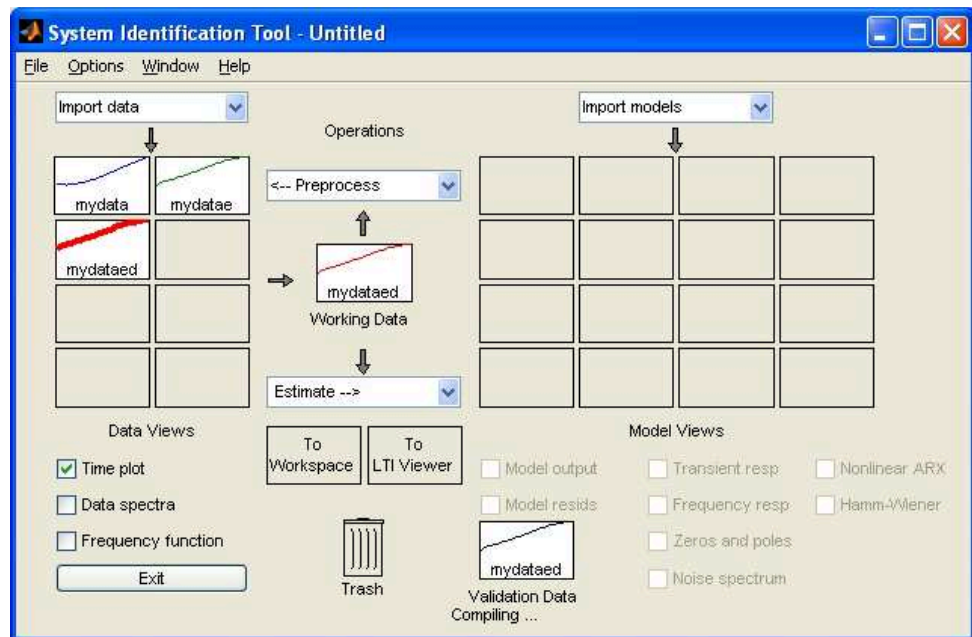 System Identification Tool - Untitled
File Options Window Help
Import data
Import models
Operations
mydata
mydatae
<-- Preprocess
mydataed
mydataed
Working Data
Estimate -->
Data Views
Model Views
To Workspace
To LTI Viewer
Time plot
Data spectra
Frequency function
Exit
Trash
Model output
Transient resp
Nonlinear ARX
Model resids
Frequency resp
Hamm-Wiener
Zeros and poles
Noise spectrum
mydataed
Validation Data
Compiling ...